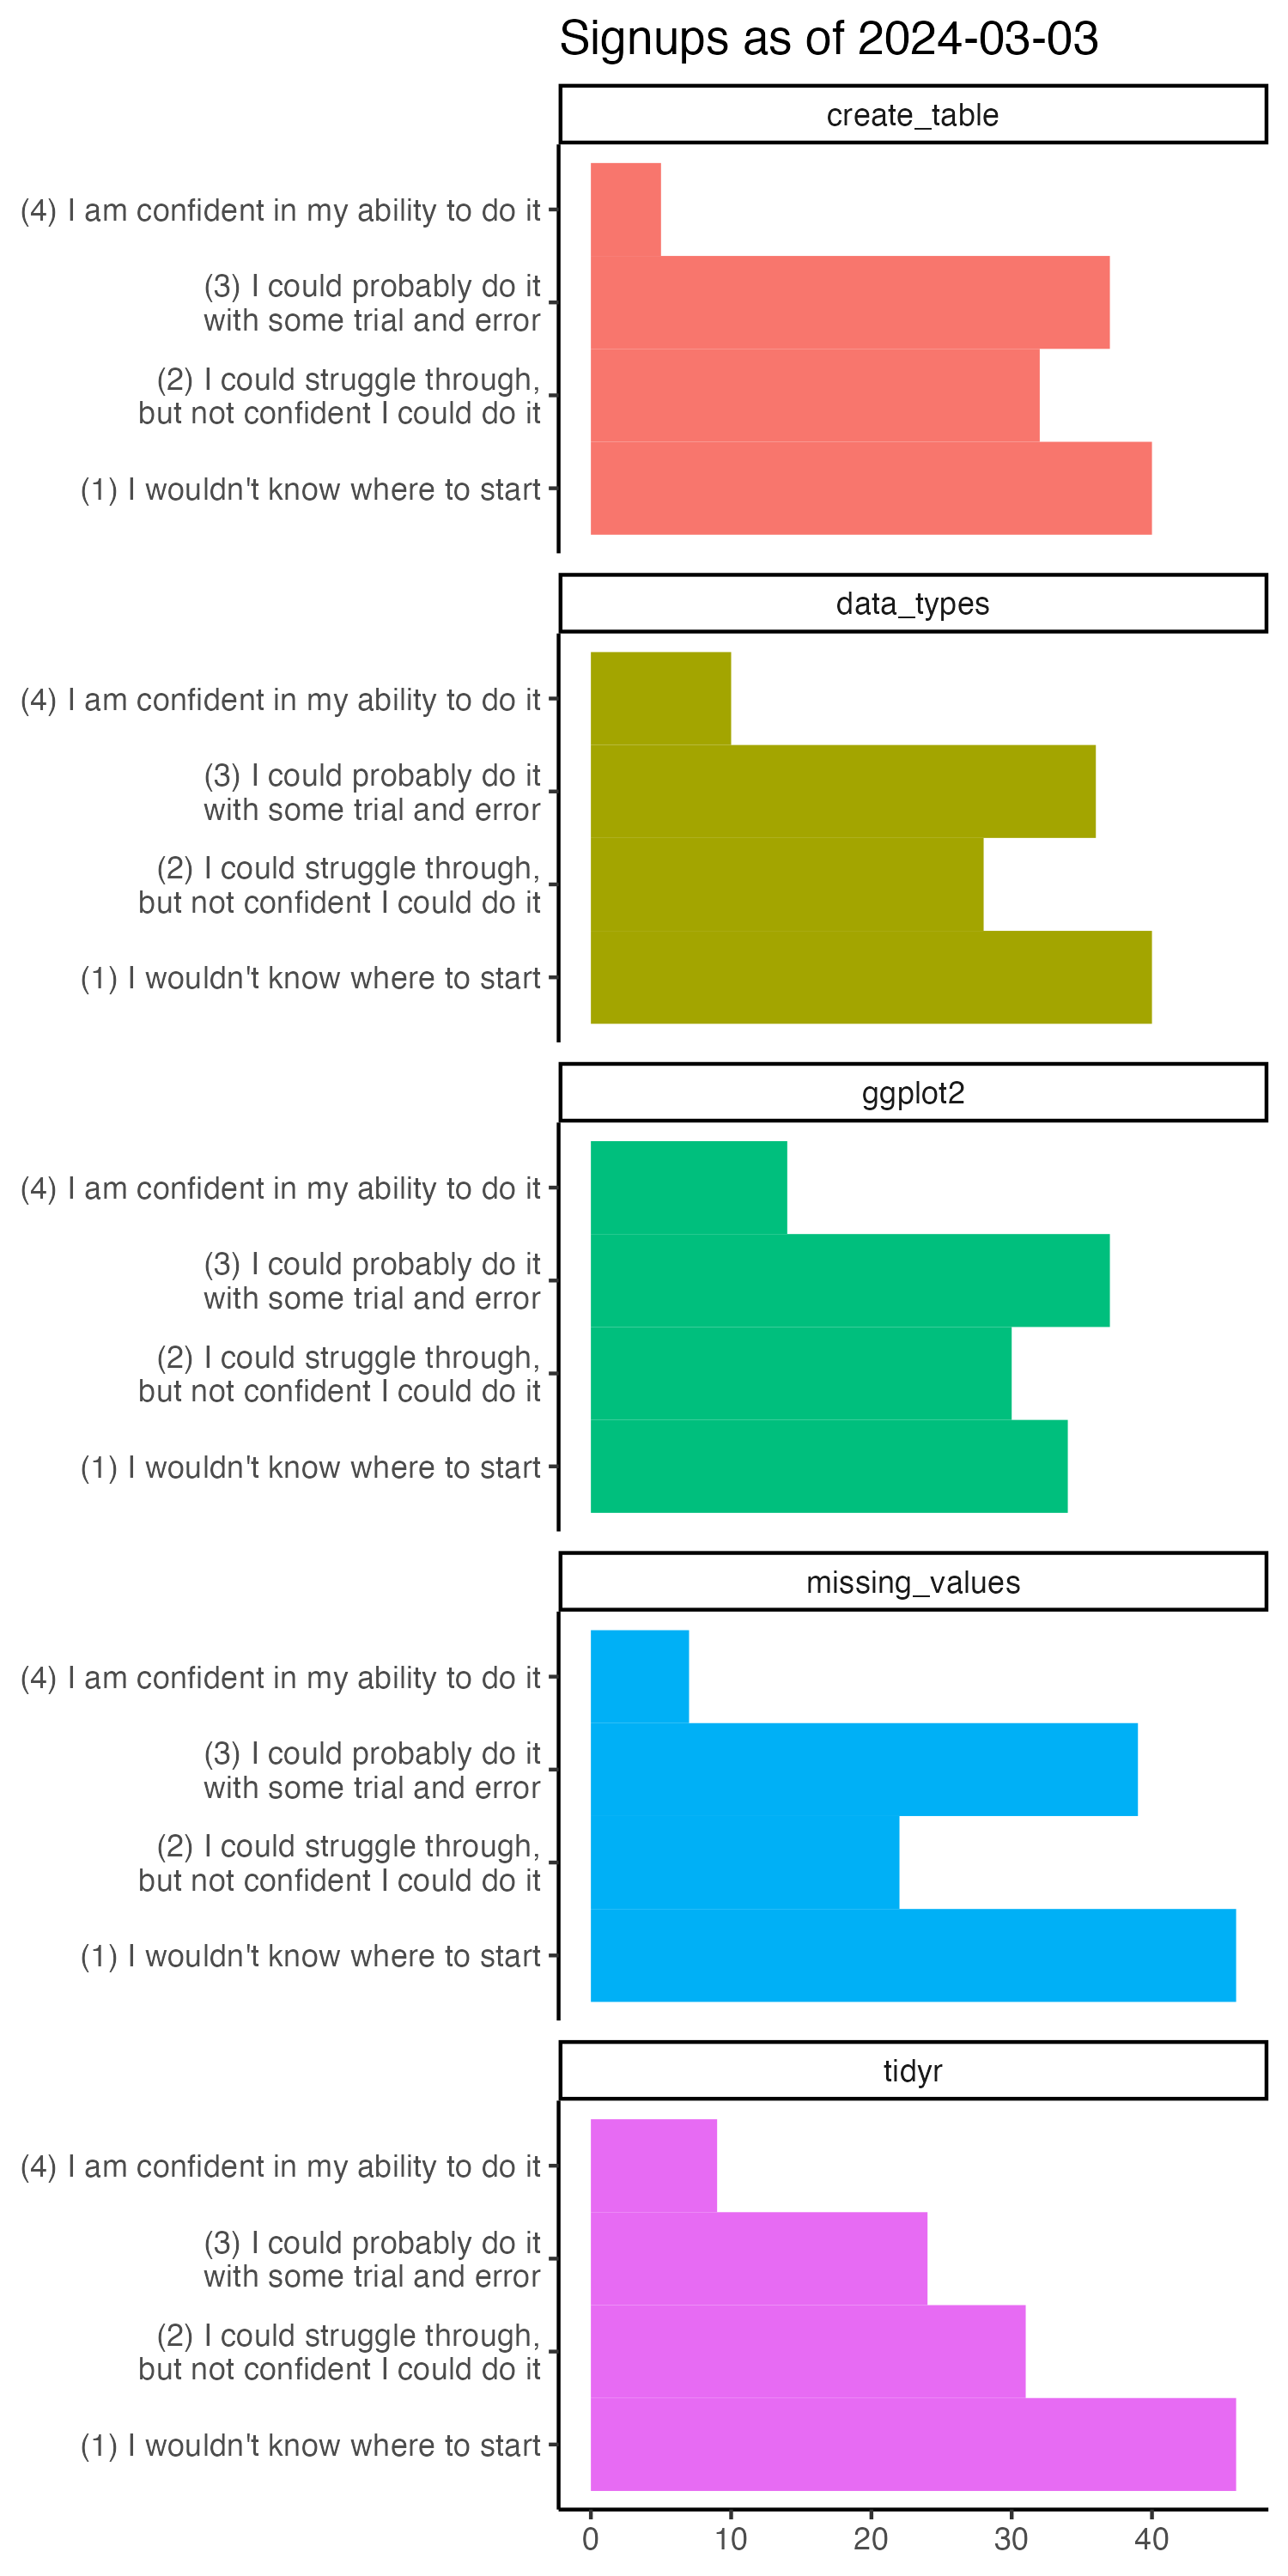 Signups as of 2024-03-03
create_table
(4) I am confident in my ability to do it
(3) I could probably do it
with some trial and error
(2) I could struggle through,
but not confident I could do it
(1) I wouldn't know where to start
data_types
(4) I am confident in my ability to do it
(3) I could probably do it
with some trial and error
(2) I could struggle through,
but not confident I could do it
(1) I wouldn't know where to start
ggplot2
(4) I am confident in my ability to do it
(3) I could probably do it
with some trial and error
(2) I could struggle through,
but not confident I could do it
(1) I wouldn't know where to start
missing_values
(4) I am confident in my ability to do it
(3) I could probably do it
with some trial and error
(2) I could struggle through,
but not confident I could do it
(1) I wouldn't know where to start
tidyr
(4) I am confident in my ability to do it
(3) I could probably do it
with some trial and error
(2) I could struggle through,
but not confident I could do it
(1) I wouldn't know where to start
0 10 20 30 40